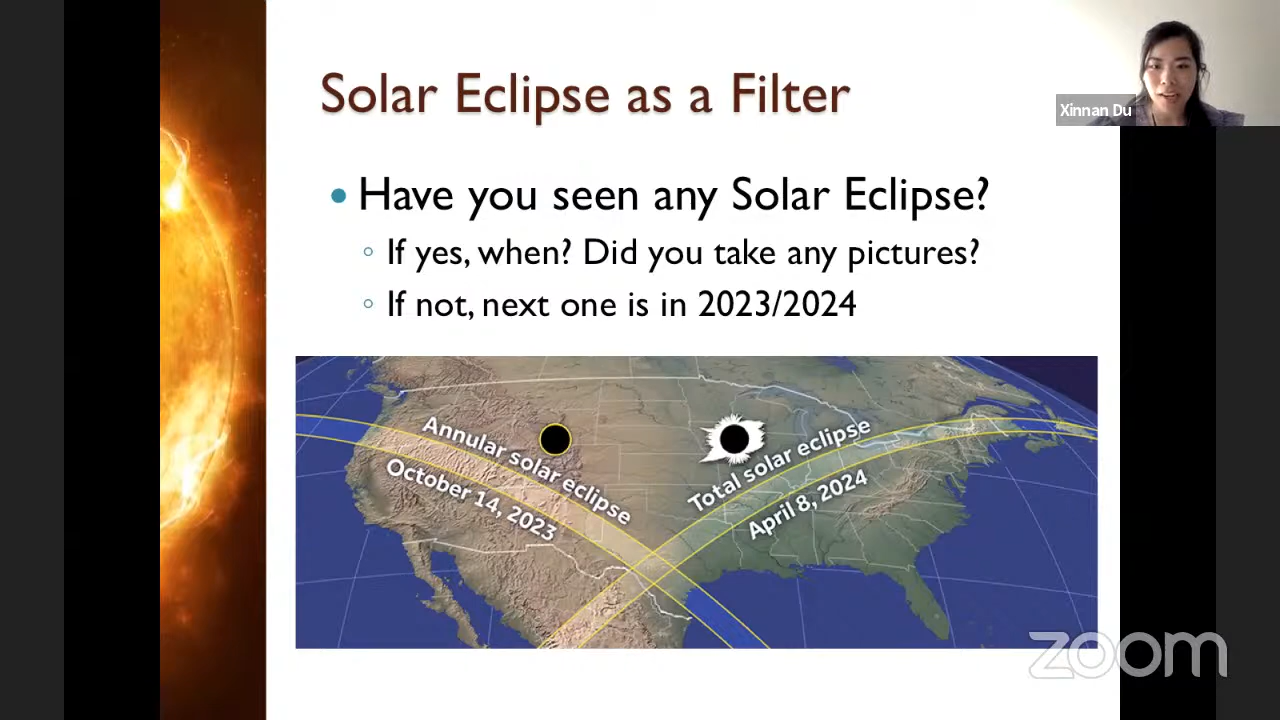 Solar Eclipse as a Filter
Xinnan Du
Have you seen any Solar Eclipse?
If yes, when? Did you take any pictures?
If not, next one is in 2023/2024
Annular solar eclipse
October 14, 2023
Total solar eclipse
April 8, 2024
zoom